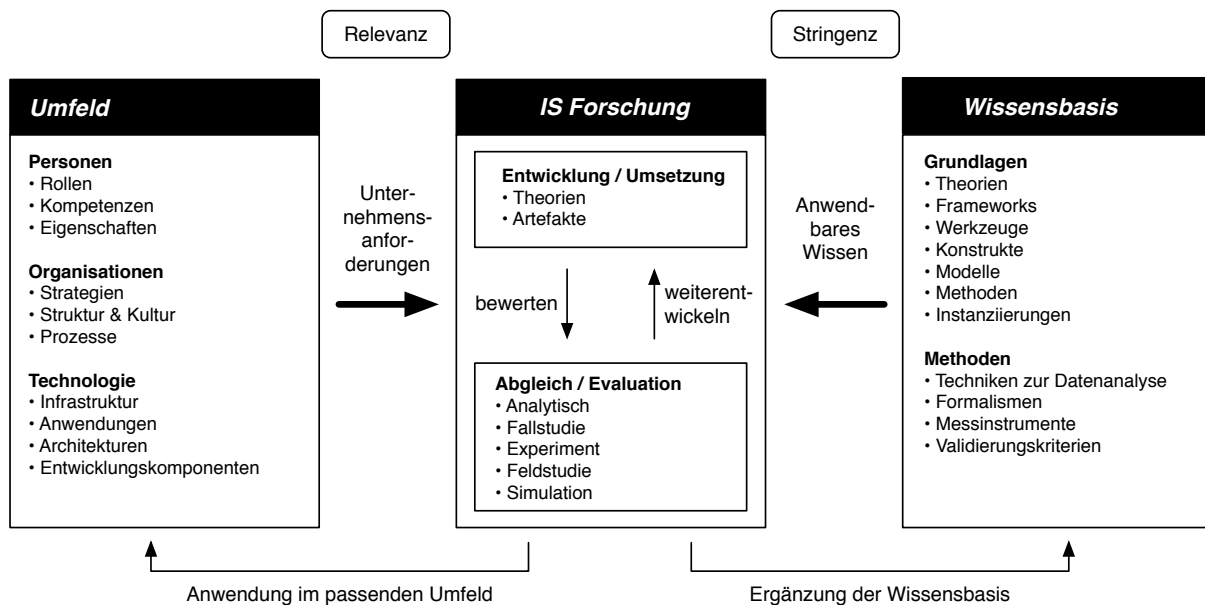 Relevanz
Stringenz
Umfeld
Personen
• Rollen
• Kompetenzen
• Eigenschaften
Organisationen
• Strategien
• Struktur & Kultur
• Prozesse
Technologie
• Infrastruktur
• Anwendungen
• Architekturen
• Entwicklungskomponenten
Unter-
nehmens-
anfor-
derungen
IS Forschung
Entwicklung / Umsetzung
• Theorien
• Artefakte
bewerten
weiterent-
wickeln
Abgleich / Evaluation
• Analytisch
• Fallstudie
• Experiment
• Feldstudie
• Simulation
Anwend-
bares
Wissen
Wissensbasis
Grundlagen
• Theorien
• Frameworks
• Werkzeuge
• Konstrukte
• Modelle
• Methoden
• Instanziierungen
Methoden
• Techniken zur Datenanalyse
• Formalismen
• Messinstrumente
• Validierungskriterien
Anwendung im passenden Umfeld
Ergänzung der Wissensbasis